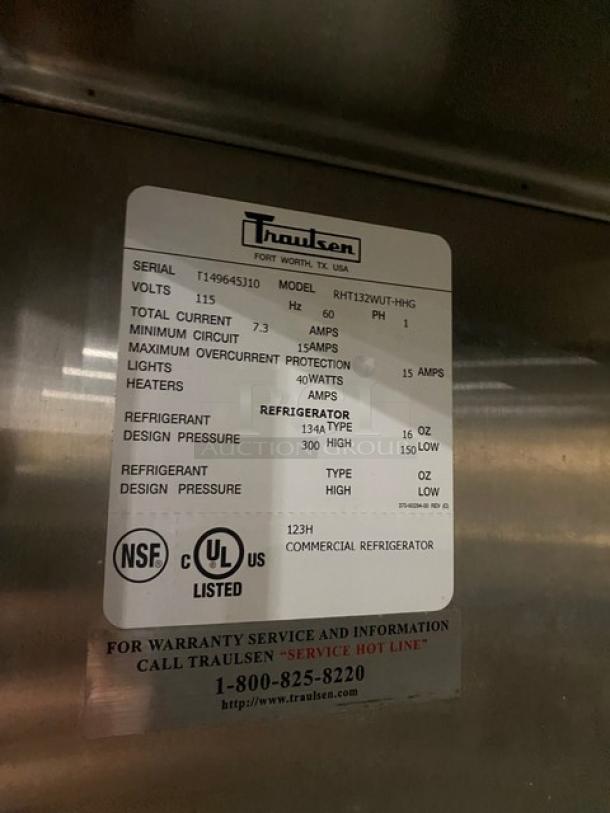 Traulsen
FORT WORTH, TX, USA
SERIAL T149645J10 MODEL RHT132WUT-HHG
VOLTS 115 Hz 60 PH 1
TOTAL CURRENT 7.3 AMPS
MINIMUM CIRCUIT 15AMPS
MAXIMUM OVERCURRENT PROTECTION 15 AMPS
LIGHTS 40WATTS
HEATERS AMPS
REFRIGERATOR
REFRIGERANT 134A TYPE 16 OZ
DESIGN PRESSURE 300 HIGH 150 LOW
AUCTION GROUP
REFRIGERANT TYPE OZ
DESIGN PRESSURE HIGH LOW
NSF®
C UL US
LISTED
123H
COMMERCIAL REFRIGERATOR
FOR WARRANTY SERVICE AND INFORMATION
CALL TRAULSEN "SERVICE HOT LINE"
1-800-825-8220
http://www.traulsen.com